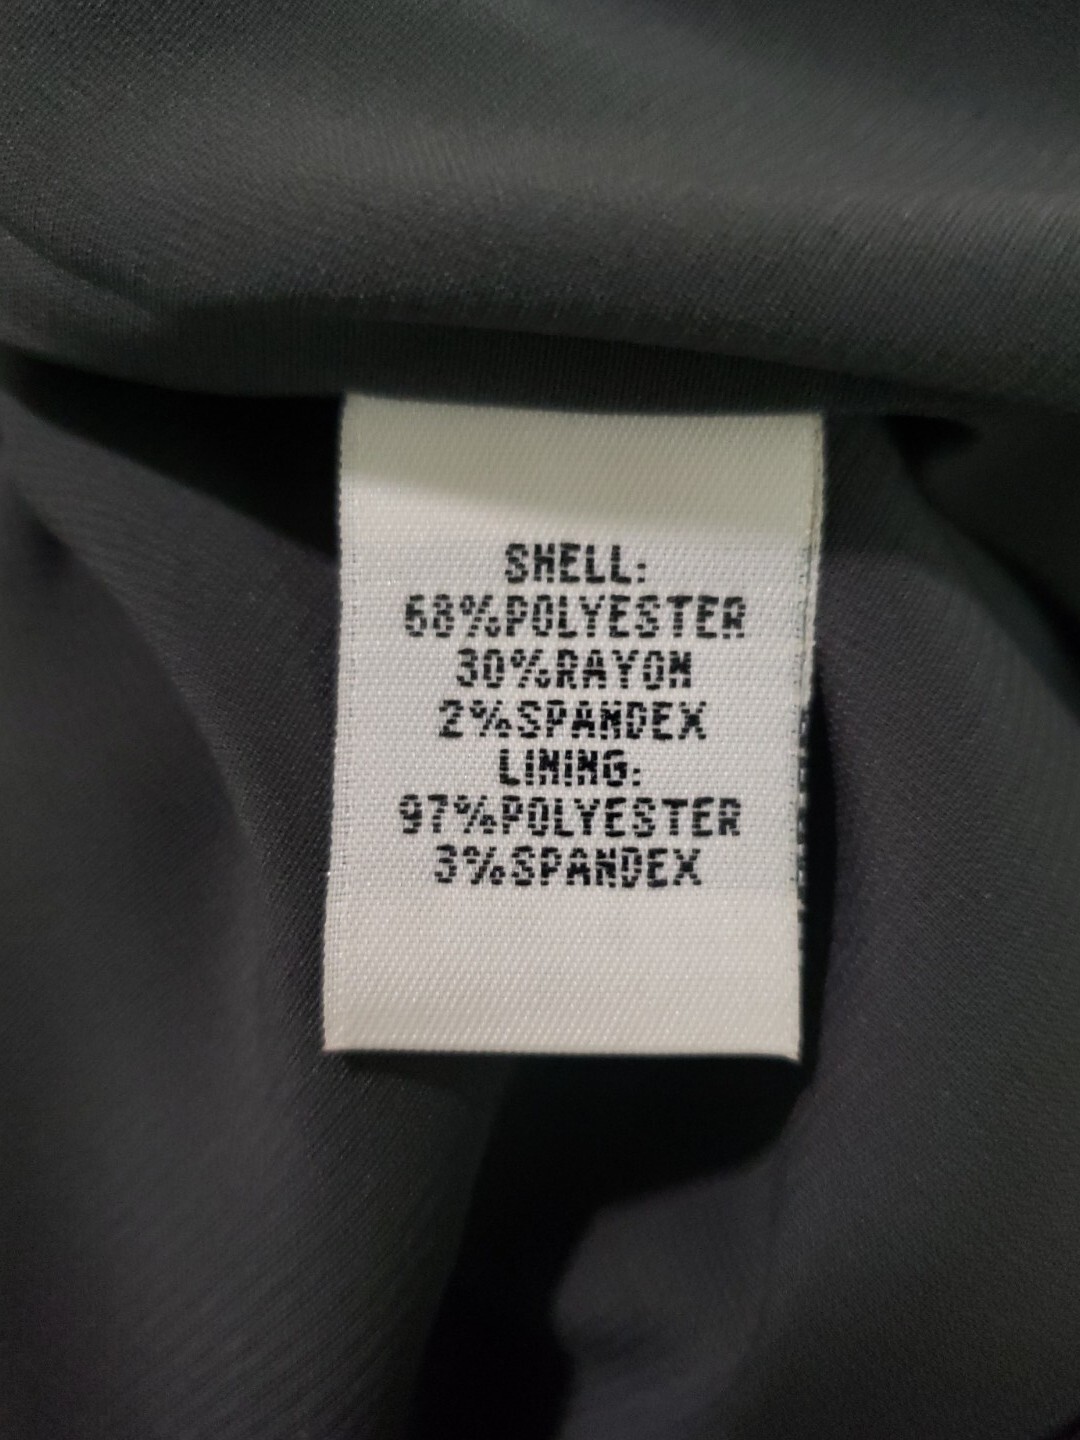 SHELL:
68%POLYESTER
30%RAYON
2%SPANDEX
LINING:
97%POLYESTER
3%SPANDEX